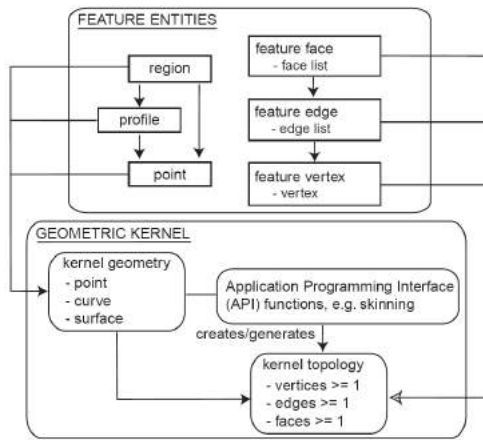 FEATURE ENTITIES
region
profile
point
feature face
- face list
feature edge
- edge list
feature vertex
- vertex
GEOMETRIC KERNEL
kernel geometry
- point
- curve
- surface
Application Programming Interface
(API) functions, e.g. skinning
creates/generates
kernel topology
- vertices >= 1
- edges >= 1
- faces >= 1